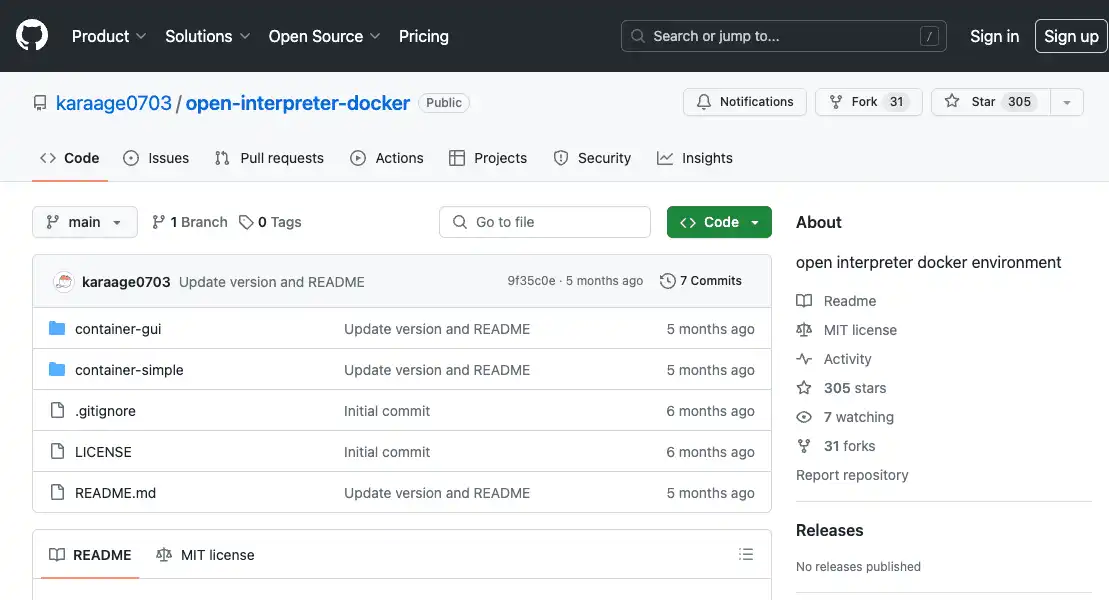 Product Solutions Open Source Pricing Search or jump to... / Sign in Sign up
karaage0703 / open-interpreter-docker Public Notifications Fork 31 Star 305
Code Issues Pull requests Actions Projects Security Insights
main 1 Branch 0 Tags Go to file Code
karaage0703 Update version and README 9f35c0e · 5 months ago 7 Commits
container-gui Update version and README 5 months ago
container-simple Update version and README 5 months ago
.gitignore Initial commit 6 months ago
LICENSE Initial commit 6 months ago
README.md Update version and README 5 months ago
README MIT license
About
open interpreter docker environment
Readme
MIT license
Activity
305 stars
7 watching
31 forks
Report repository
Releases
No releases published